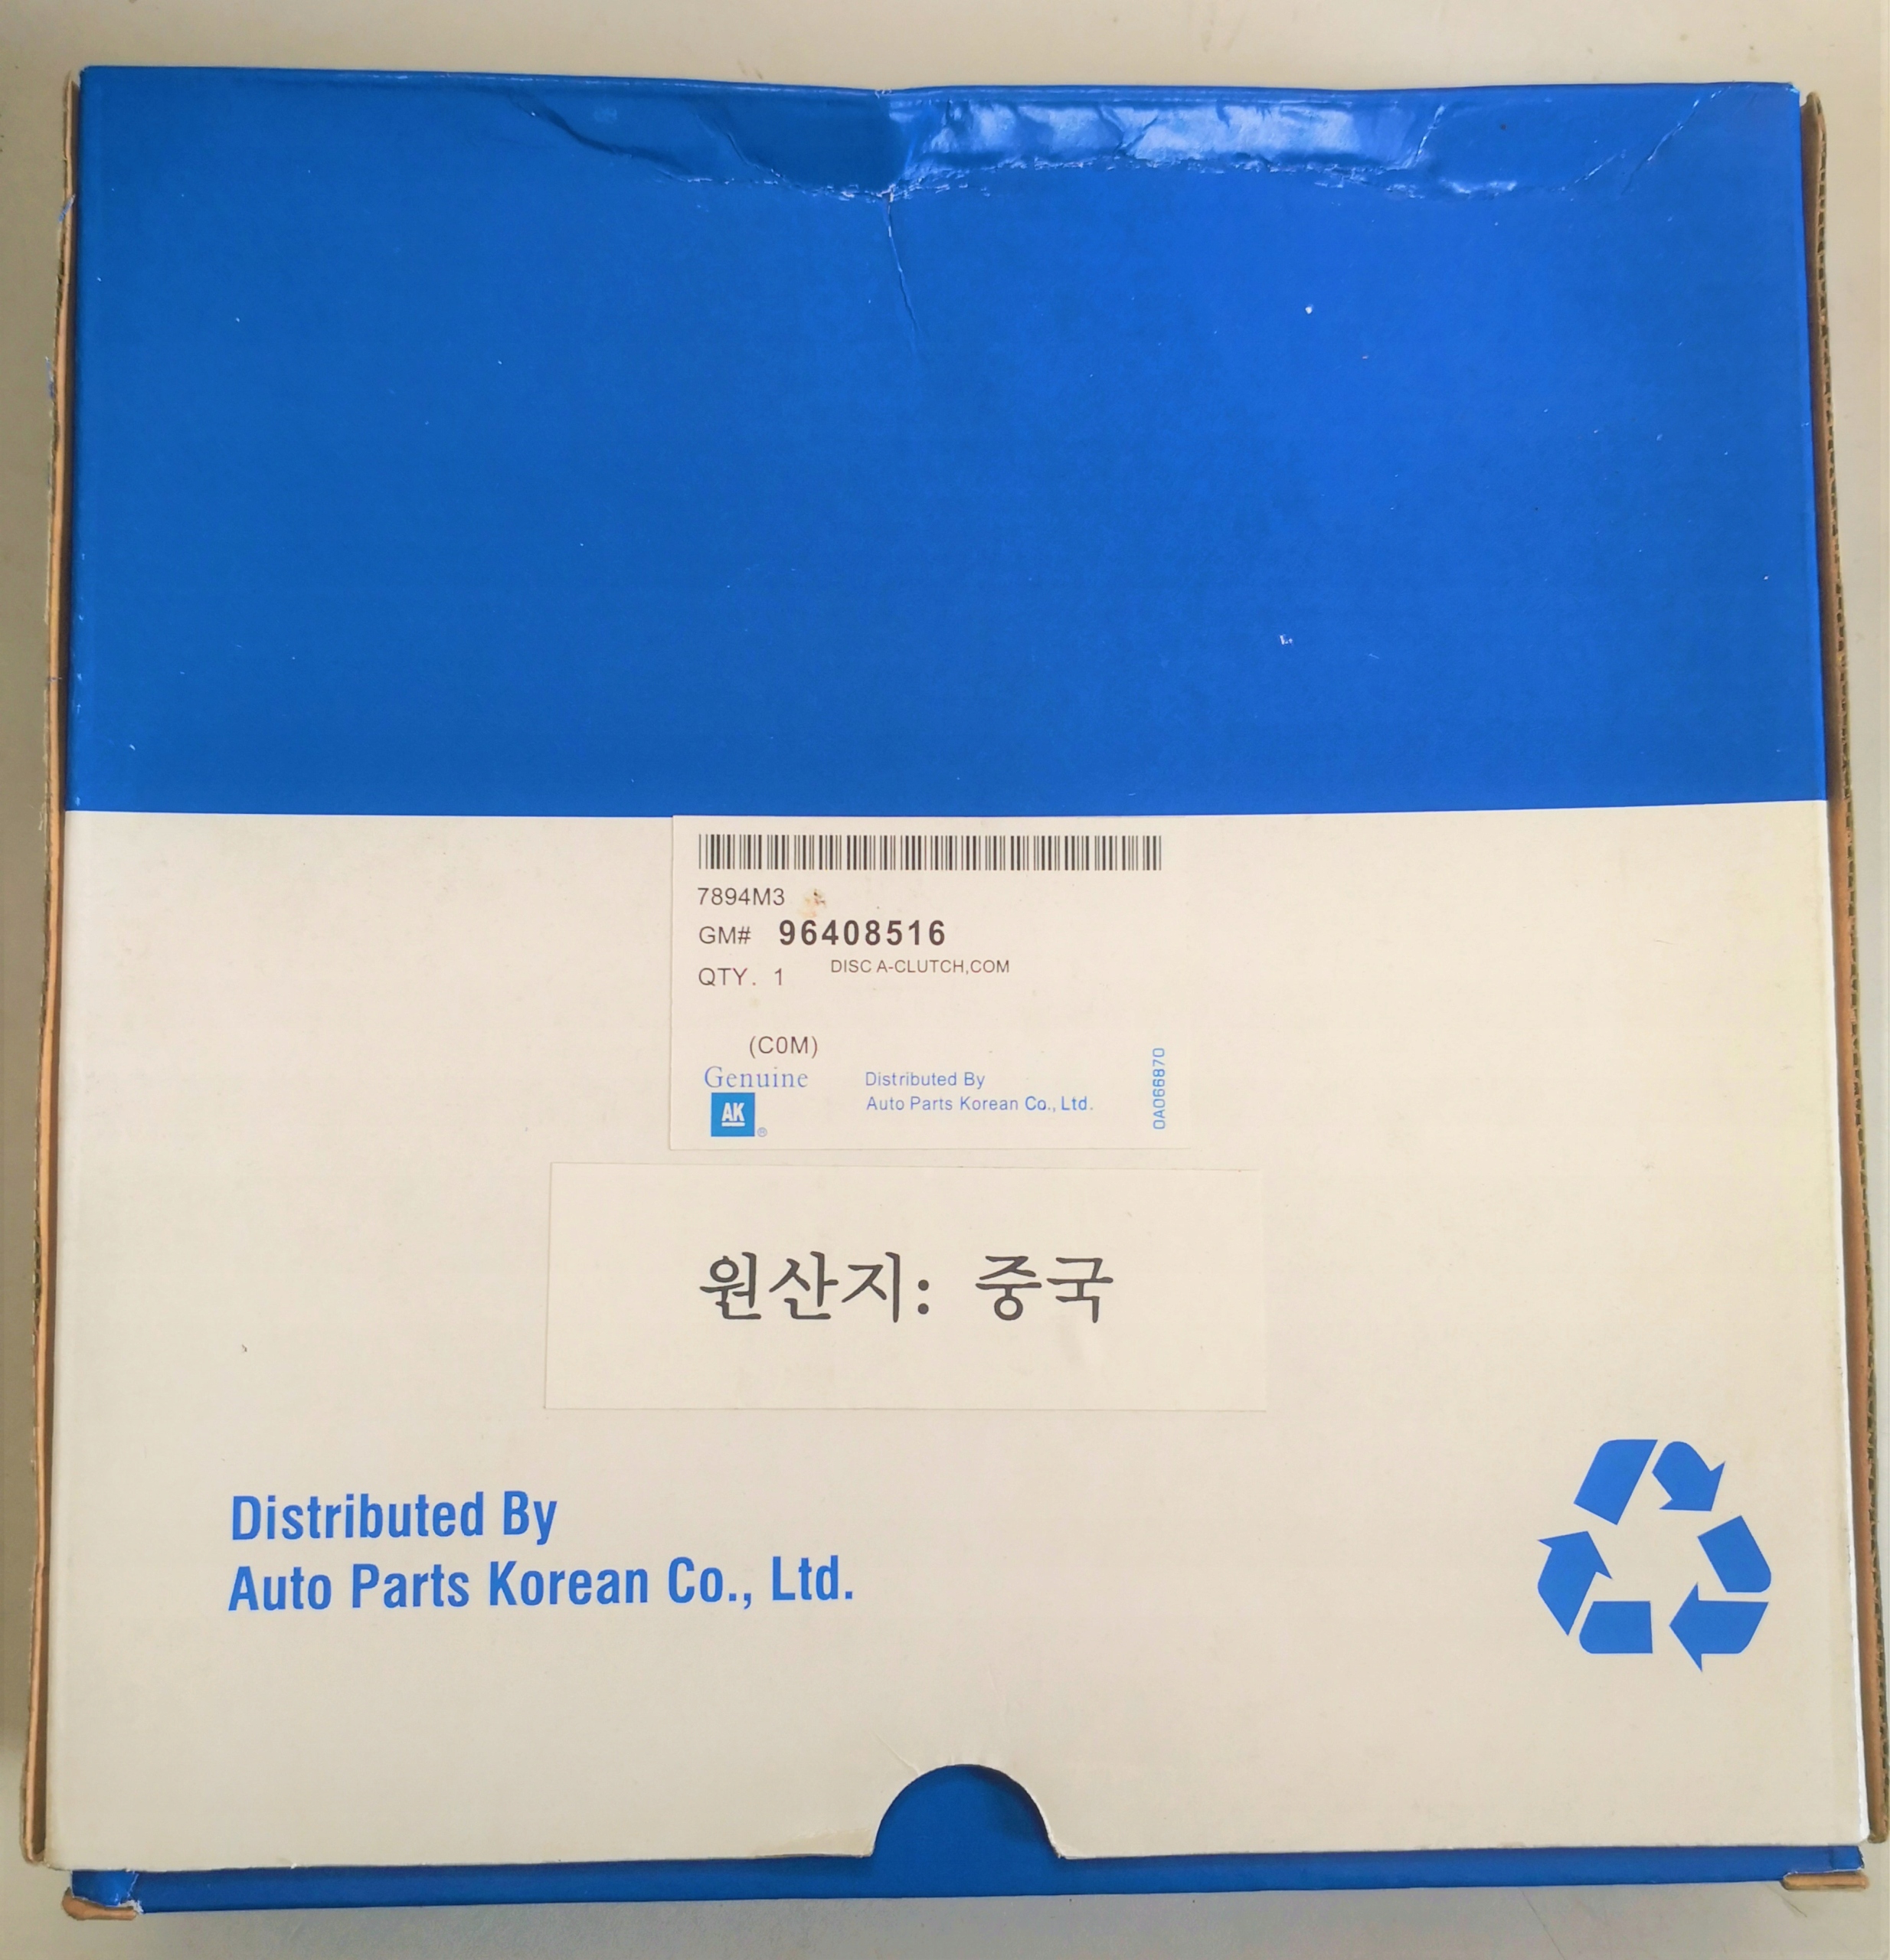 7894M3
GM# 96408516
QTY. 1 DISC A-CLUTCH,COM
(C0M)
Genuine
AK
®
Distributed By
Auto Parts Korean Co., Ltd.
0A066870
원산지: 중국
Distributed By
Auto Parts Korean Co., Ltd.